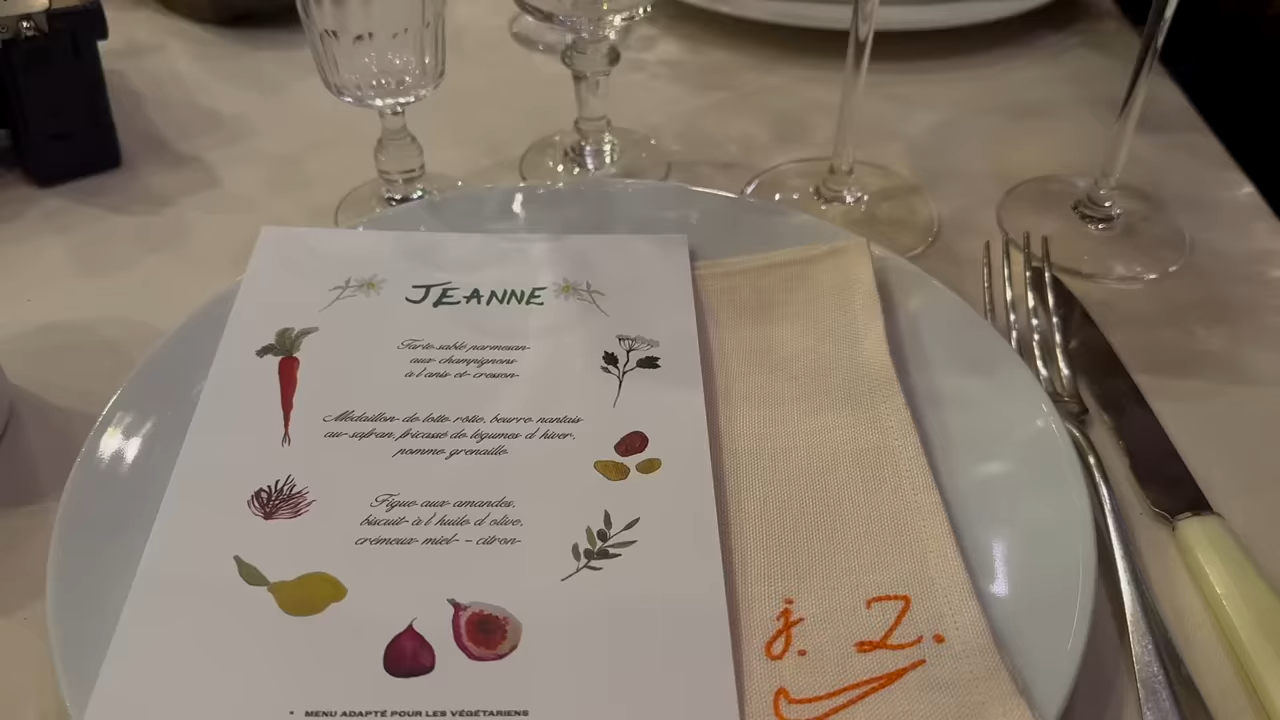 JEANNE
Tarte sablé parmesan
aux champignons
à l'anis et cresson
Médaillon de lotte rôtie, beurre nantais
au safran, fricassé de légumes d'hiver,
pomme grenaille
Figue aux amandes,
biscuit à l'huile d'olive,
crémeux miel - citron
* MENU ADAPTÉ POUR LES VÉGÉTARIENS
j. Z.